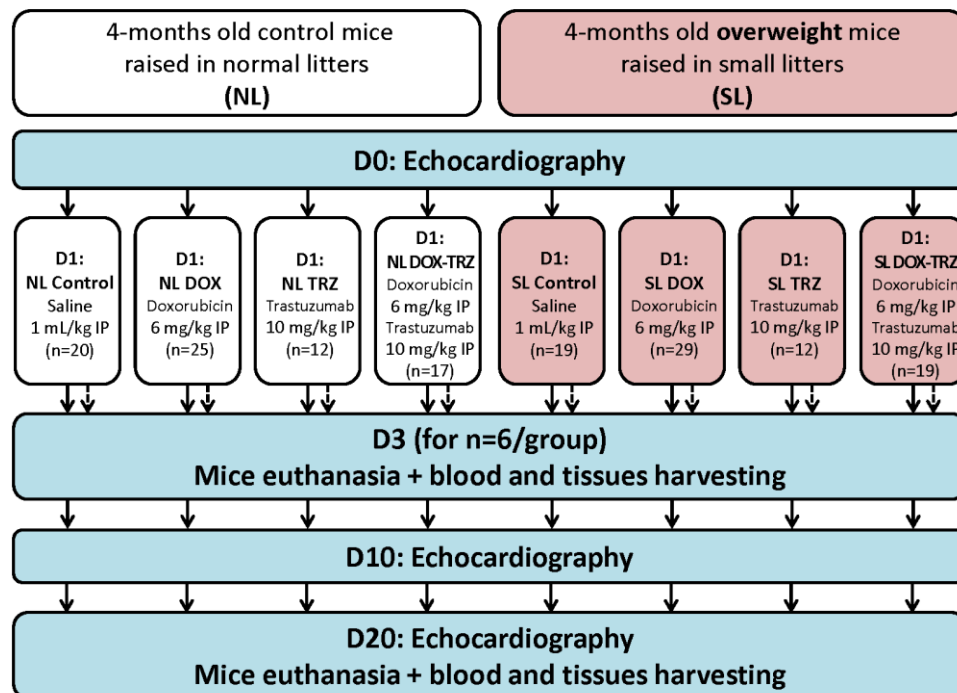 4-months old control mice
raised in normal litters
(NL)
4-months old overweight mice
raised in small litters
(SL)
D0: Echocardiography
D1:
NL Control
Saline
1 mL/kg IP
(n=20)
D1:
NL DOX
Doxorubicin
6 mg/kg IP
(n=25)
D1:
NL TRZ
Trastuzumab
10 mg/kg IP
(n=12)
D1:
NL DOX-TRZ
Doxorubicin
6 mg/kg IP
Trastuzumab
10 mg/kg IP
(n=17)
D1:
SL Control
Saline
1 mL/kg IP
(n=19)
D1:
SL DOX
Doxorubicin
6 mg/kg IP
(n=29)
D1:
SL TRZ
Trastuzumab
10 mg/kg IP
(n=12)
D1:
SL DOX-TRZ
Doxorubicin
6 mg/kg IP
Trastuzumab
10 mg/kg IP
(n=19)
D3 (for n=6/group)
Mice euthanasia + blood and tissues harvesting
D10: Echocardiography
D20: Echocardiography
Mice euthanasia + blood and tissues harvesting